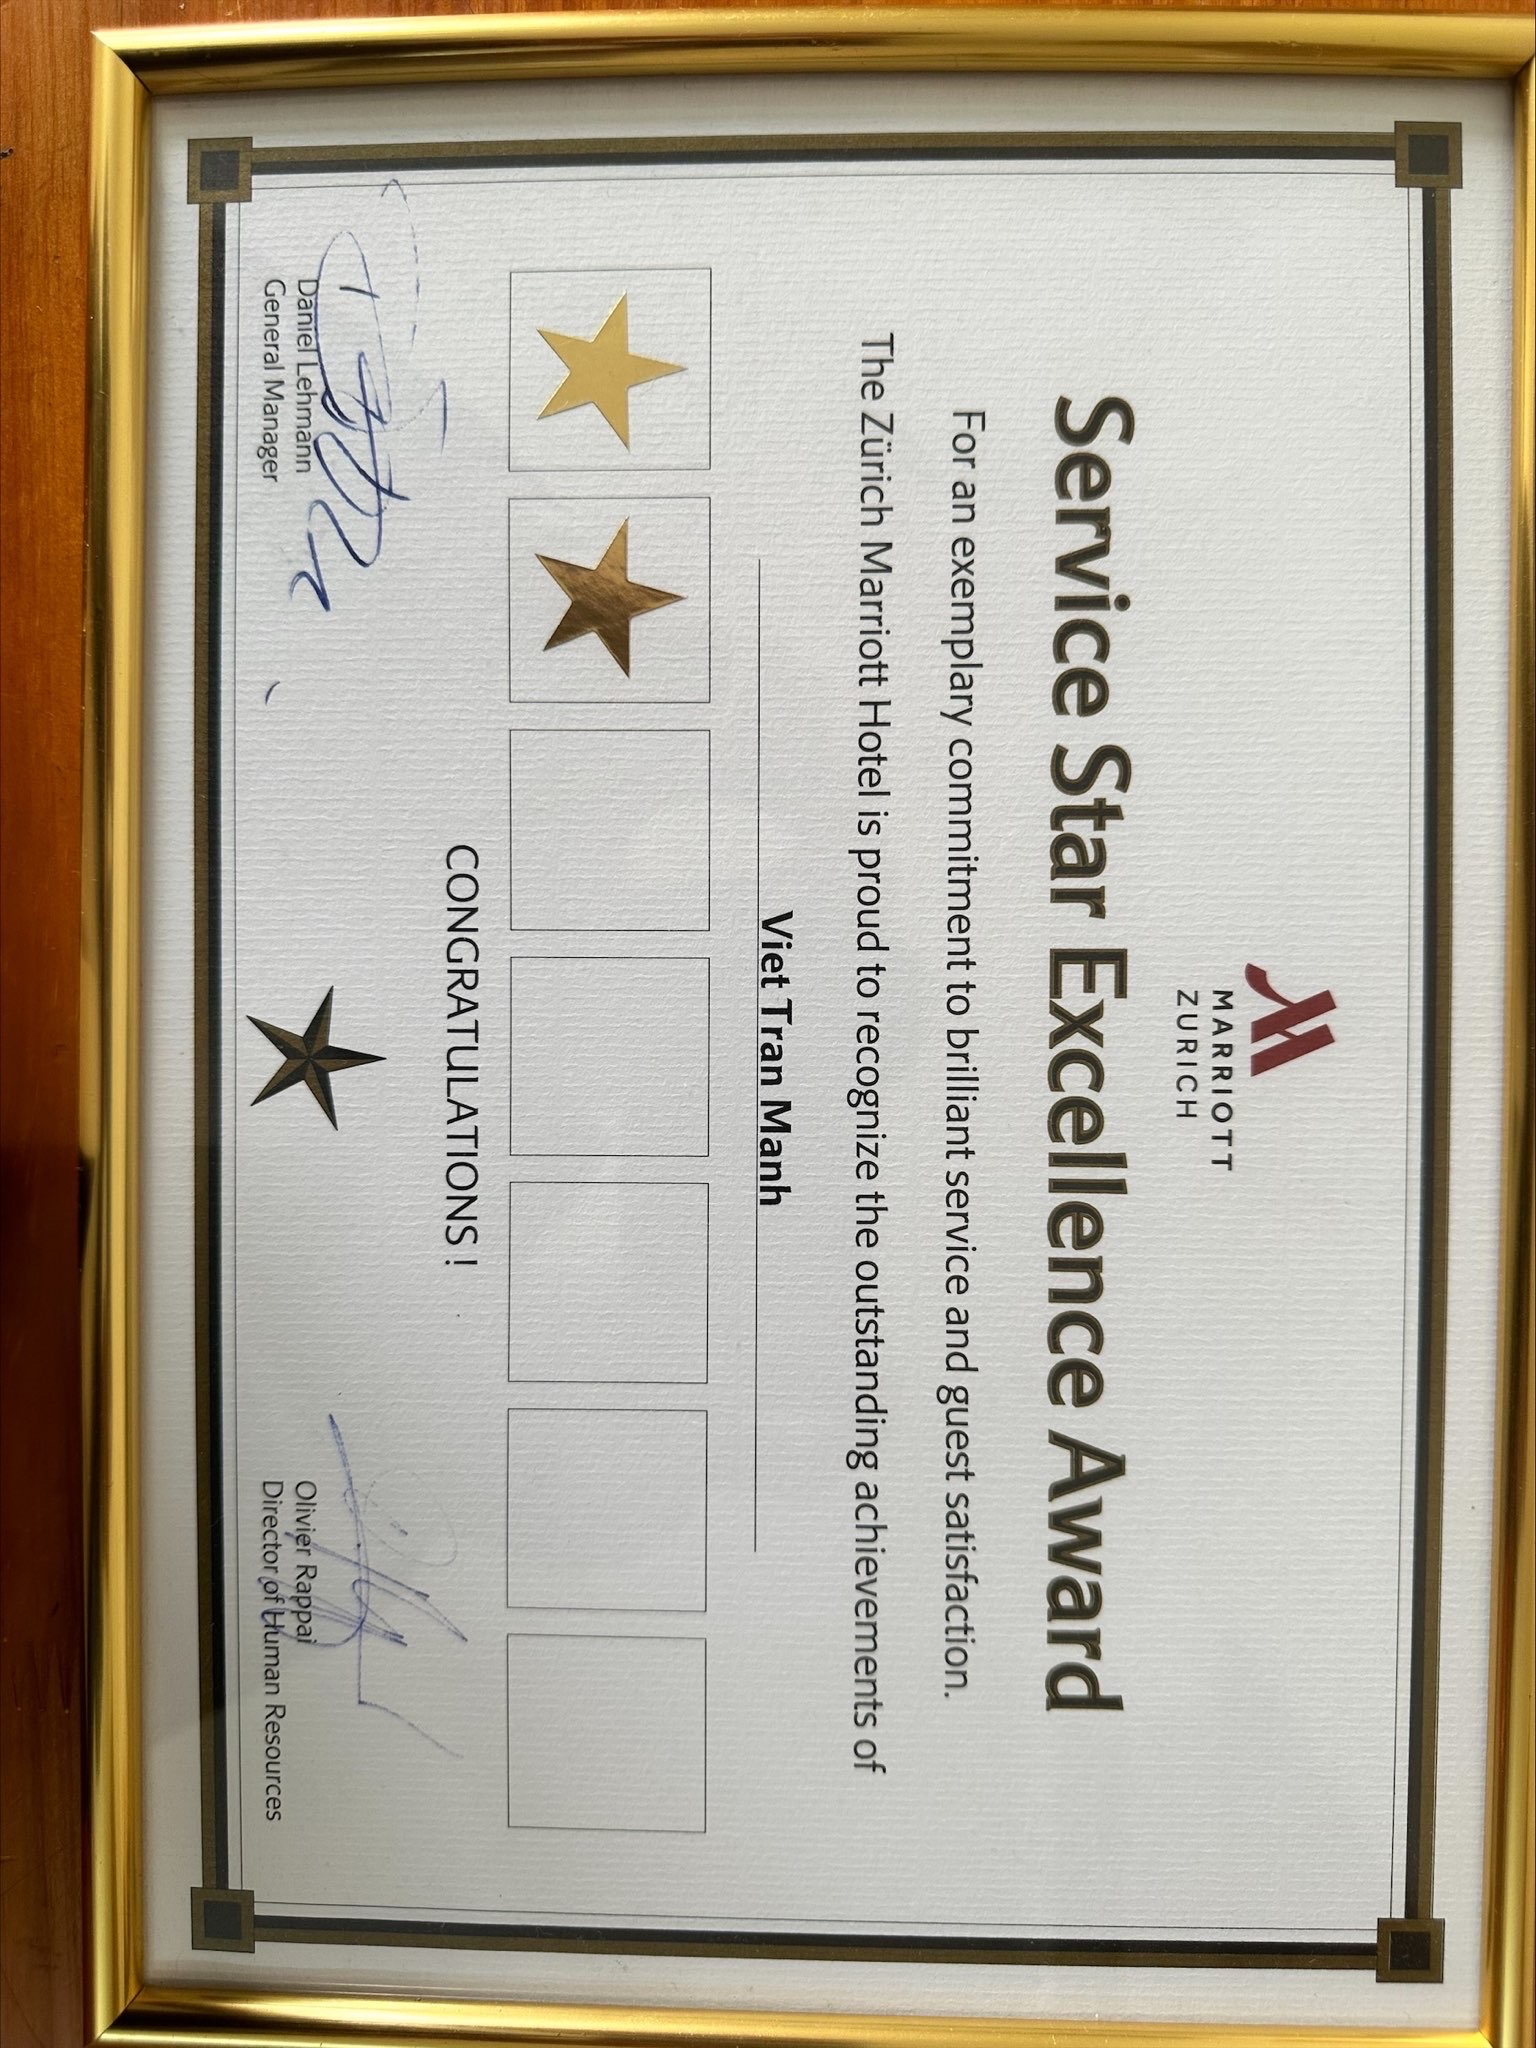 MARRIOTT
ZURICH
Service Star Excellence Award
For an exemplary commitment to brilliant service and guest satisfaction.
The Zürich Marriott Hotel is proud to recognize the outstanding achievements of
Viet Tran Manh
CONGRATULATIONS !
Daniel Lehmann
General Manager
Olivier Rappai
Director of Human Resources